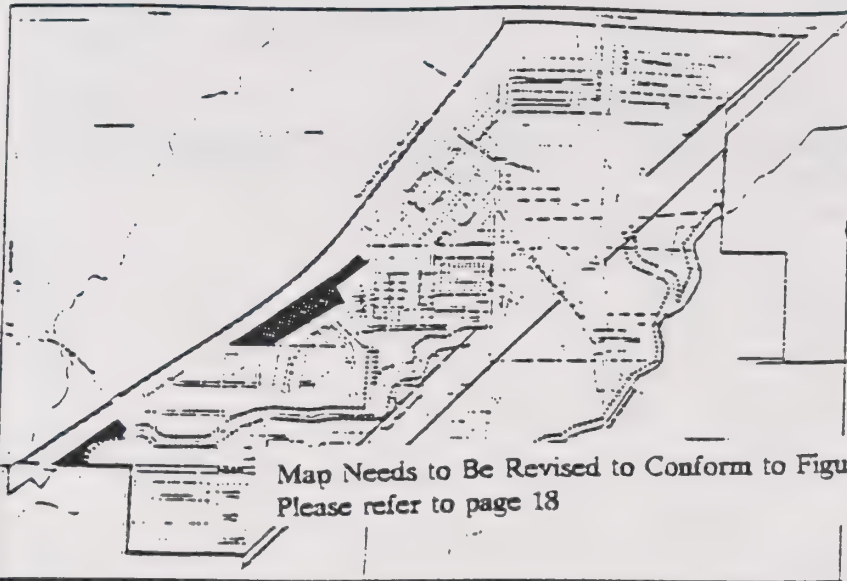 Map Needs to Be Revised to Conform to Figu
Please refer to page 18